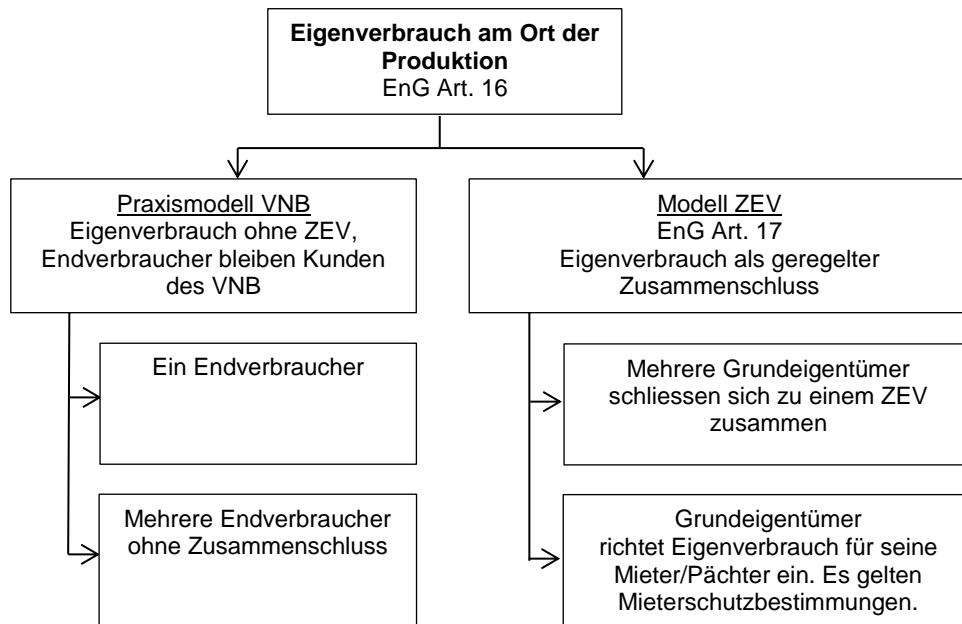 Eigenverbrauch am Ort der
Produktion
EnG Art. 16
Praxismodell VNB
Eigenverbrauch ohne ZEV,
Endverbraucher bleiben Kunden
des VNB
Ein Endverbraucher
Mehrere Endverbraucher
ohne Zusammenschluss
Modell ZEV
EnG Art. 17
Eigenverbrauch als geregelter
Zusammenschluss
Mehrere Grundeigentümer
schliessen sich zu einem ZEV
zusammen
Grundeigentümer
richtet Eigenverbrauch für seine
Mieter/Pächter ein. Es gelten
Mieterschutzbestimmungen.